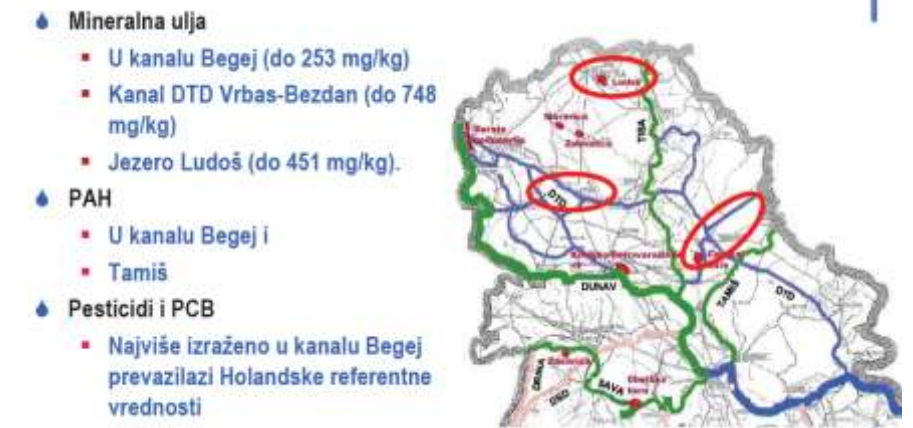 Mineralna ulja
U kanalu Begej (do 253 mg/kg)
Kanal DTD Vrbas-Bezdan (do 748
mg/kg)
Jezero Ludoš (do 451 mg/kg).
PAH
U kanalu Begej i
Tamiš
Pesticidi i PCB
Najviše izraženo u kanalu Begej
prevazilazi Holandske referentne
vrednosti
TISA
DTD
DUNAV
TAMIŠ
DTD
DRINA
SAVA